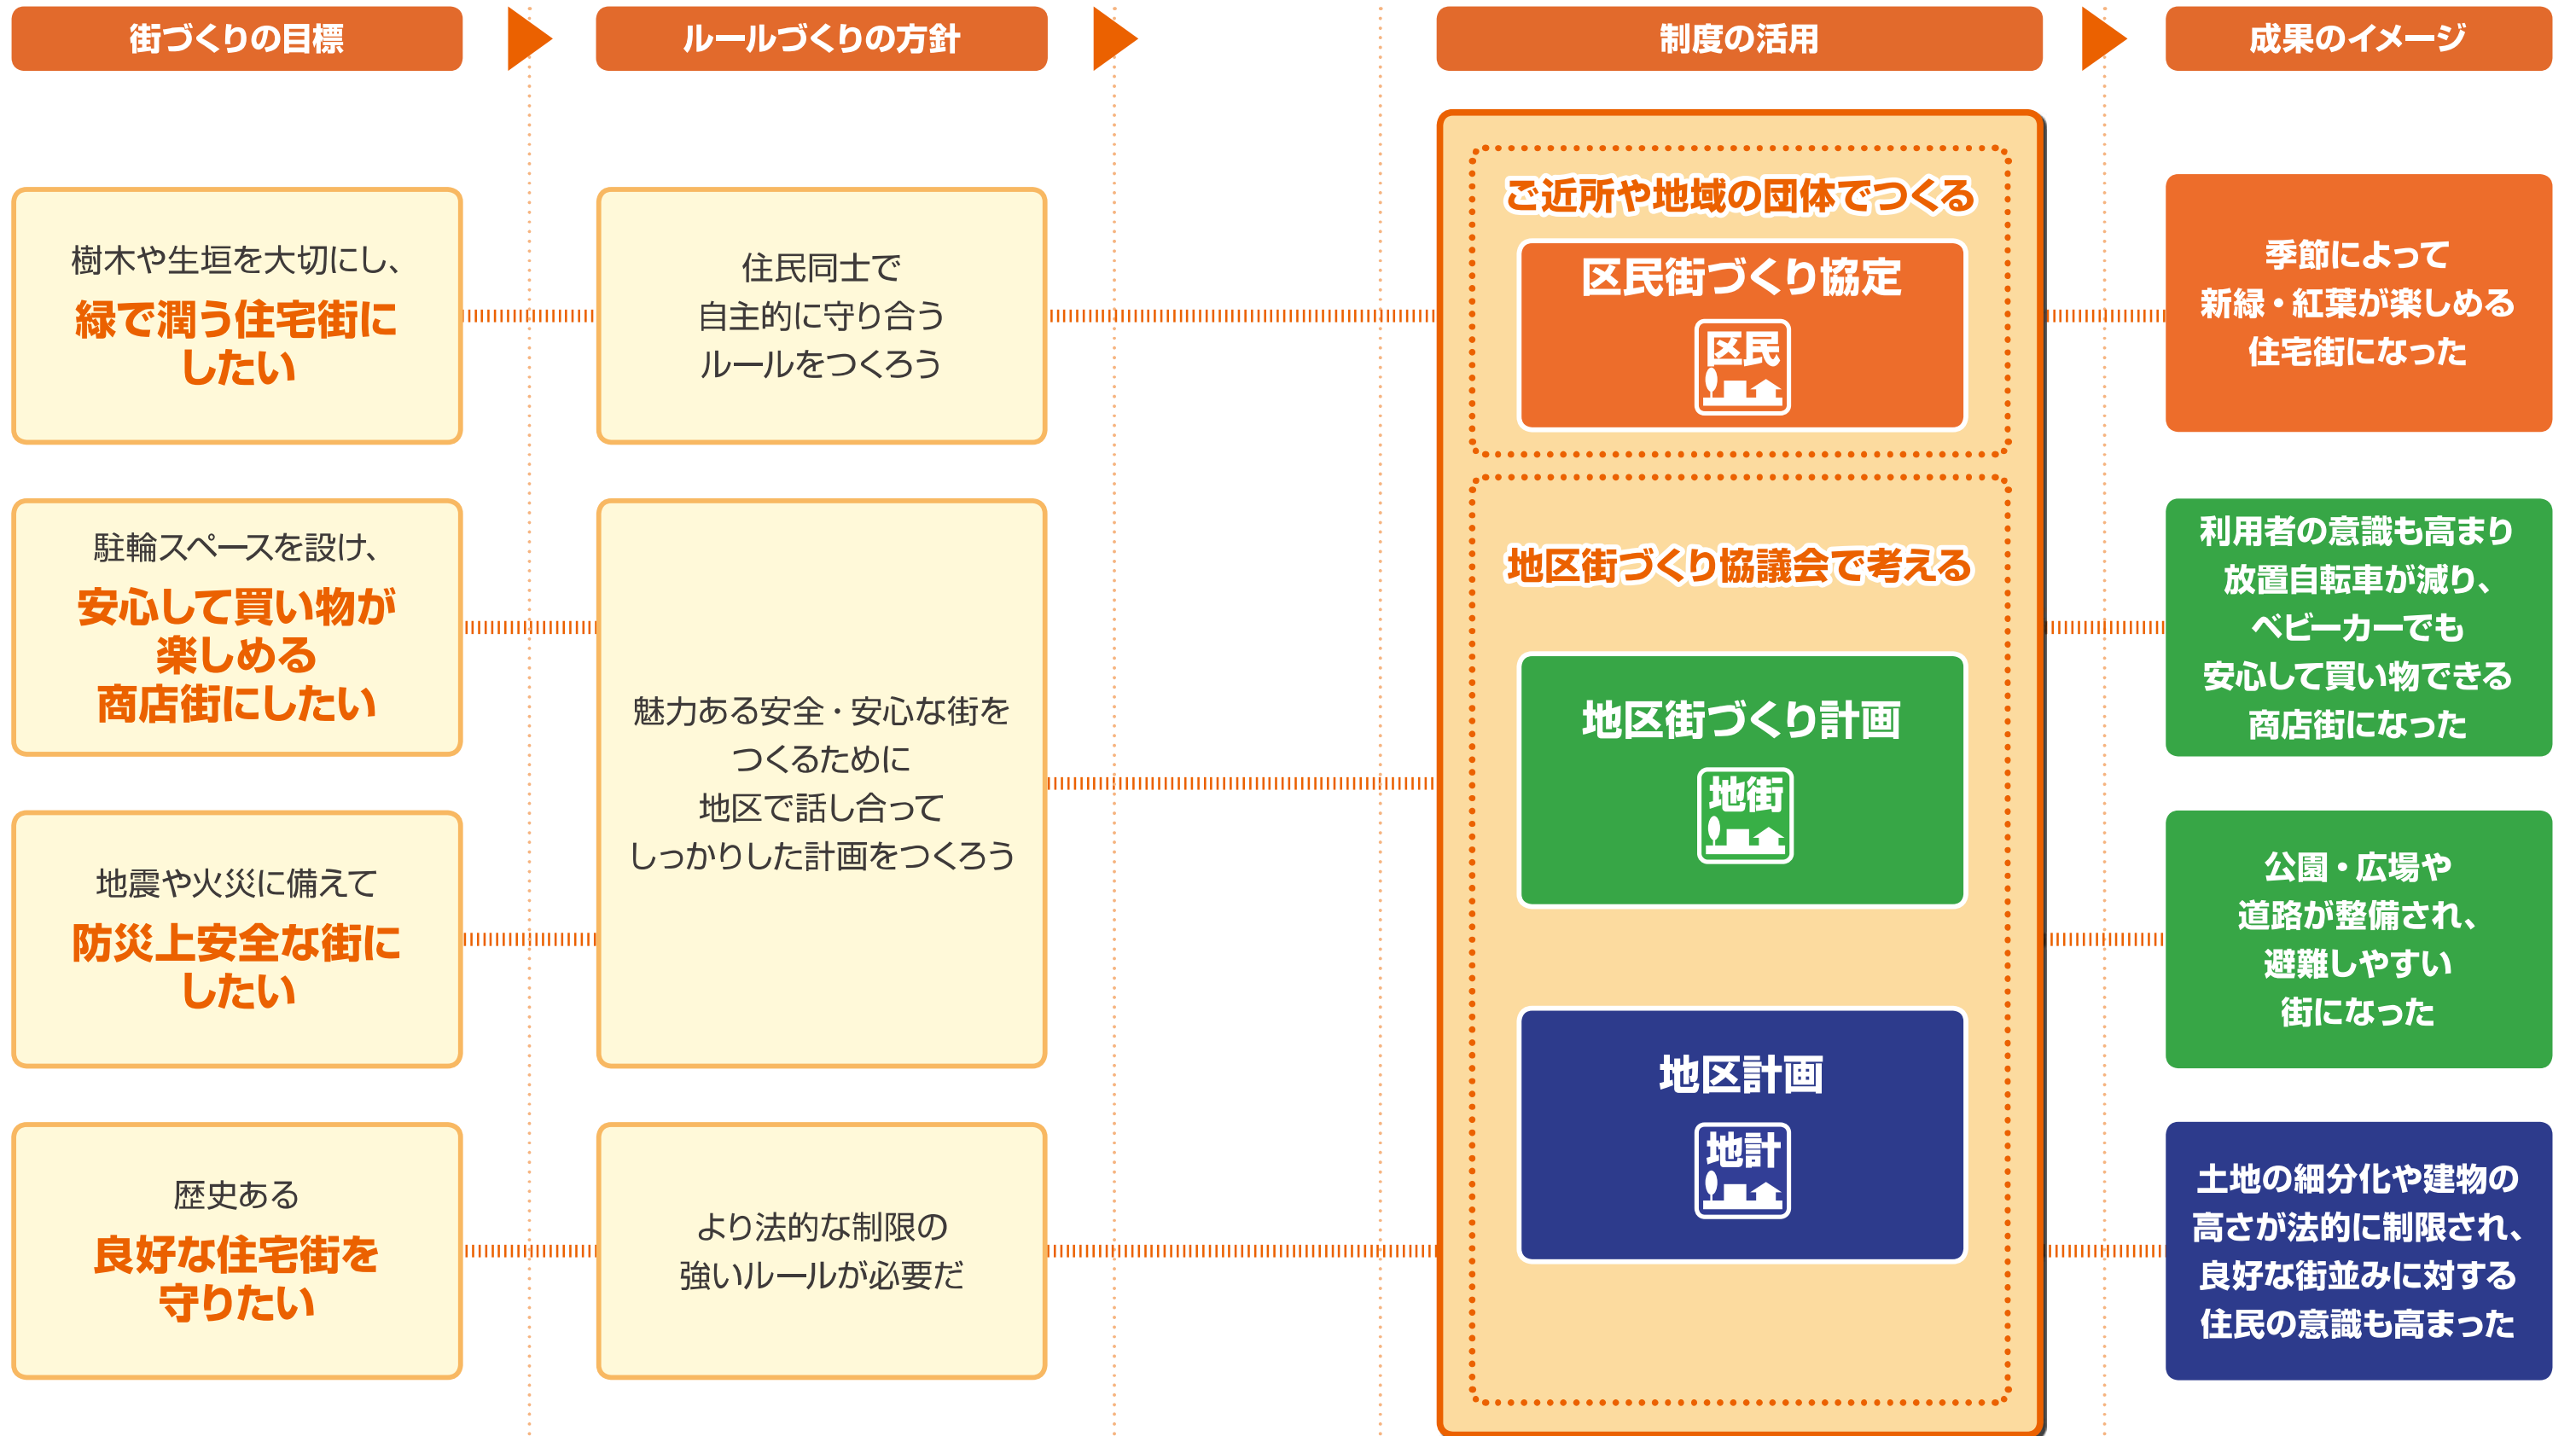 街づくりの目標
ルールづくりの方針
制度の活用
成果のイメージ
樹木や生垣を大切にし、
緑で潤う住宅街に
したい
住民同士で
自主的に守り合う
ルールをつくろう
ご近所や地域の団体でつくる
区民街づくり協定
区民
季節によって
新緑・紅葉が楽しめる
住宅街になった
駐輪スペースを設け、
安心して買い物が
楽しめる
商店街にしたい
地震や火災に備えて
防災上安全な街に
したい
魅力ある安全・安心な街を
つくるために
地区で話し合って
しっかりした計画をつくろう
地区街づくり協議会で考える
地区街づくり計画
地街
利用者の意識も高まり
放置自転車が減り、
ベビーカーでも
安心して買い物できる
商店街になった
公園・広場や
道路が整備され、
避難しやすい
街になった
歴史ある
良好な住宅街を
守りたい
より法的な制限の
強いルールが必要だ
地区計画
地計
土地の細分化や建物の
高さが法的に制限され、
良好な街並みに対する
住民の意識も高まった